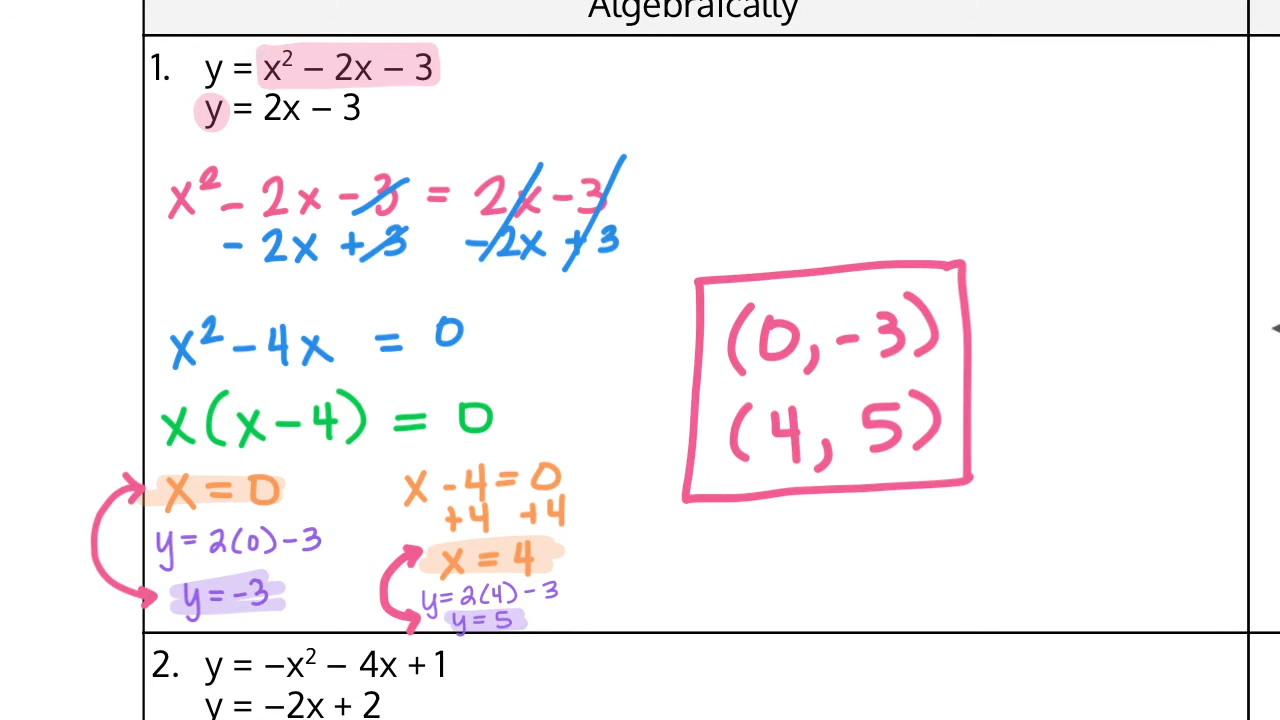 Algebraically
1. y = x² − 2x − 3
y = 2x − 3
x² - 2x - 3 = 2x - 3
- 2x + 3 - 2x + 3
x² - 4x = 0
x(x - 4) = 0
x = 0
y = 2(0) - 3
y = -3
x - 4 = 0
+4 +4
x = 4
y = 2(4) - 3
y = 5
(0, -3)
(4, 5)
2. y = −x² − 4x + 1
y = −2x + 2